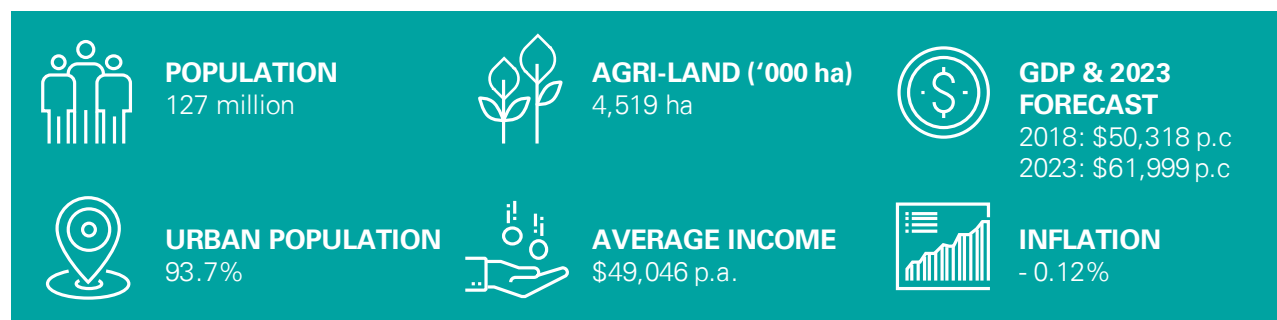 POPULATION
127 million
AGRI-LAND (‘000 ha)
4,519 ha
GDP & 2023
FORECAST
2018: $50,318 p.c
2023: $61,999 p.c
URBAN POPULATION
93.7%
AVERAGE INCOME
$49,046 p.a.
INFLATION
- 0.12%